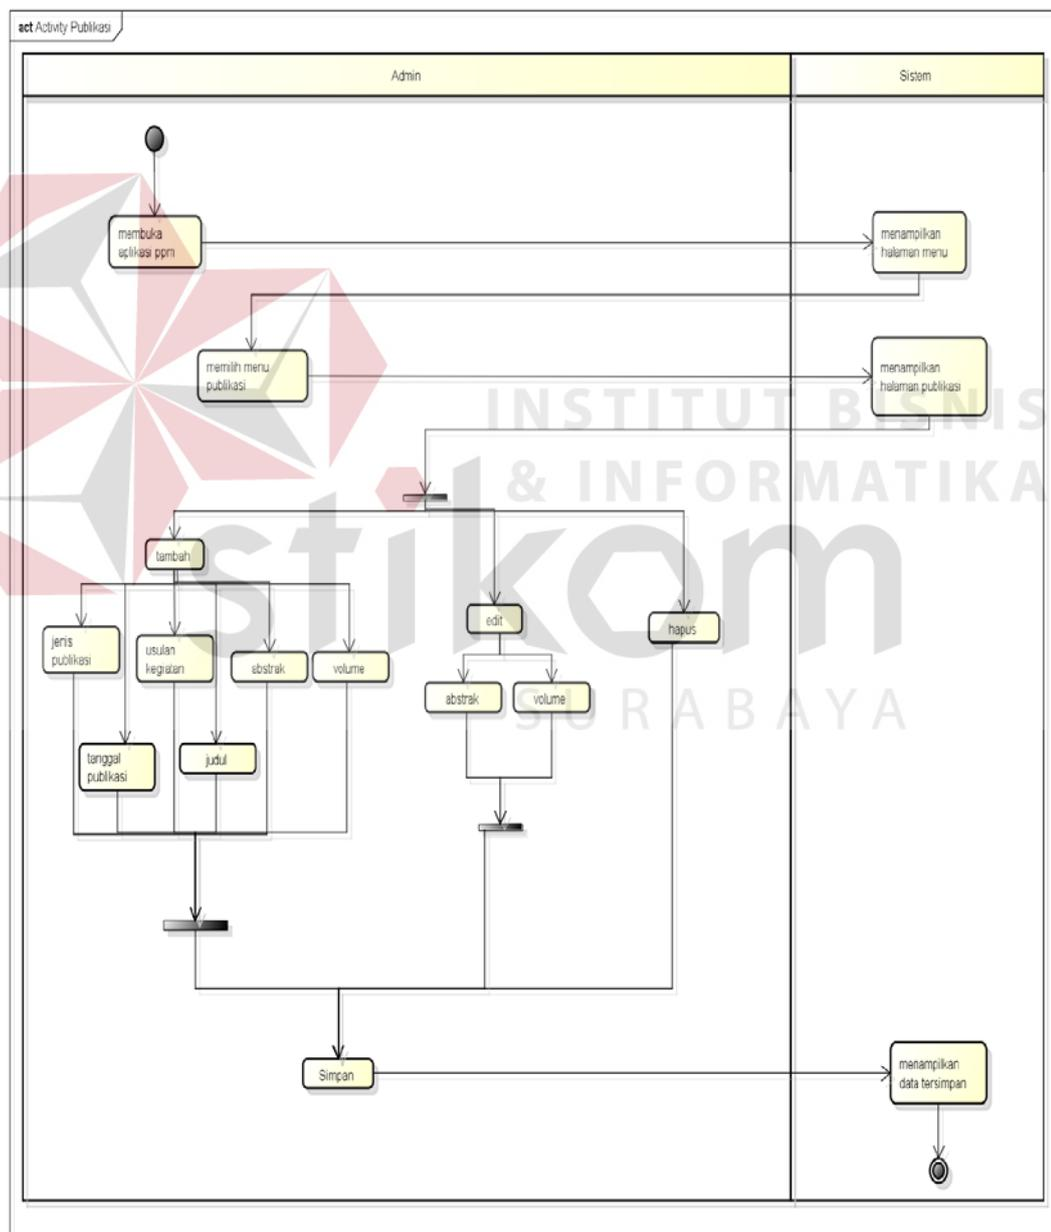 act Activity Publikasi
Admin
Sistem
membuka
aplikasi ppm
menampilkan
halaman menu
memilih menu
publikasi
menampilkan
halaman publikasi
INSTITUT BISNIS
& INFORMATIKA
stikom
SURABAYA
tambah
edit
hapus
jenis
publikasi
usulan
kegiatan
abstrak
volume
abstrak
volume
tanggal
publikasi
judul
Simpan
menampilkan
data tersimpan